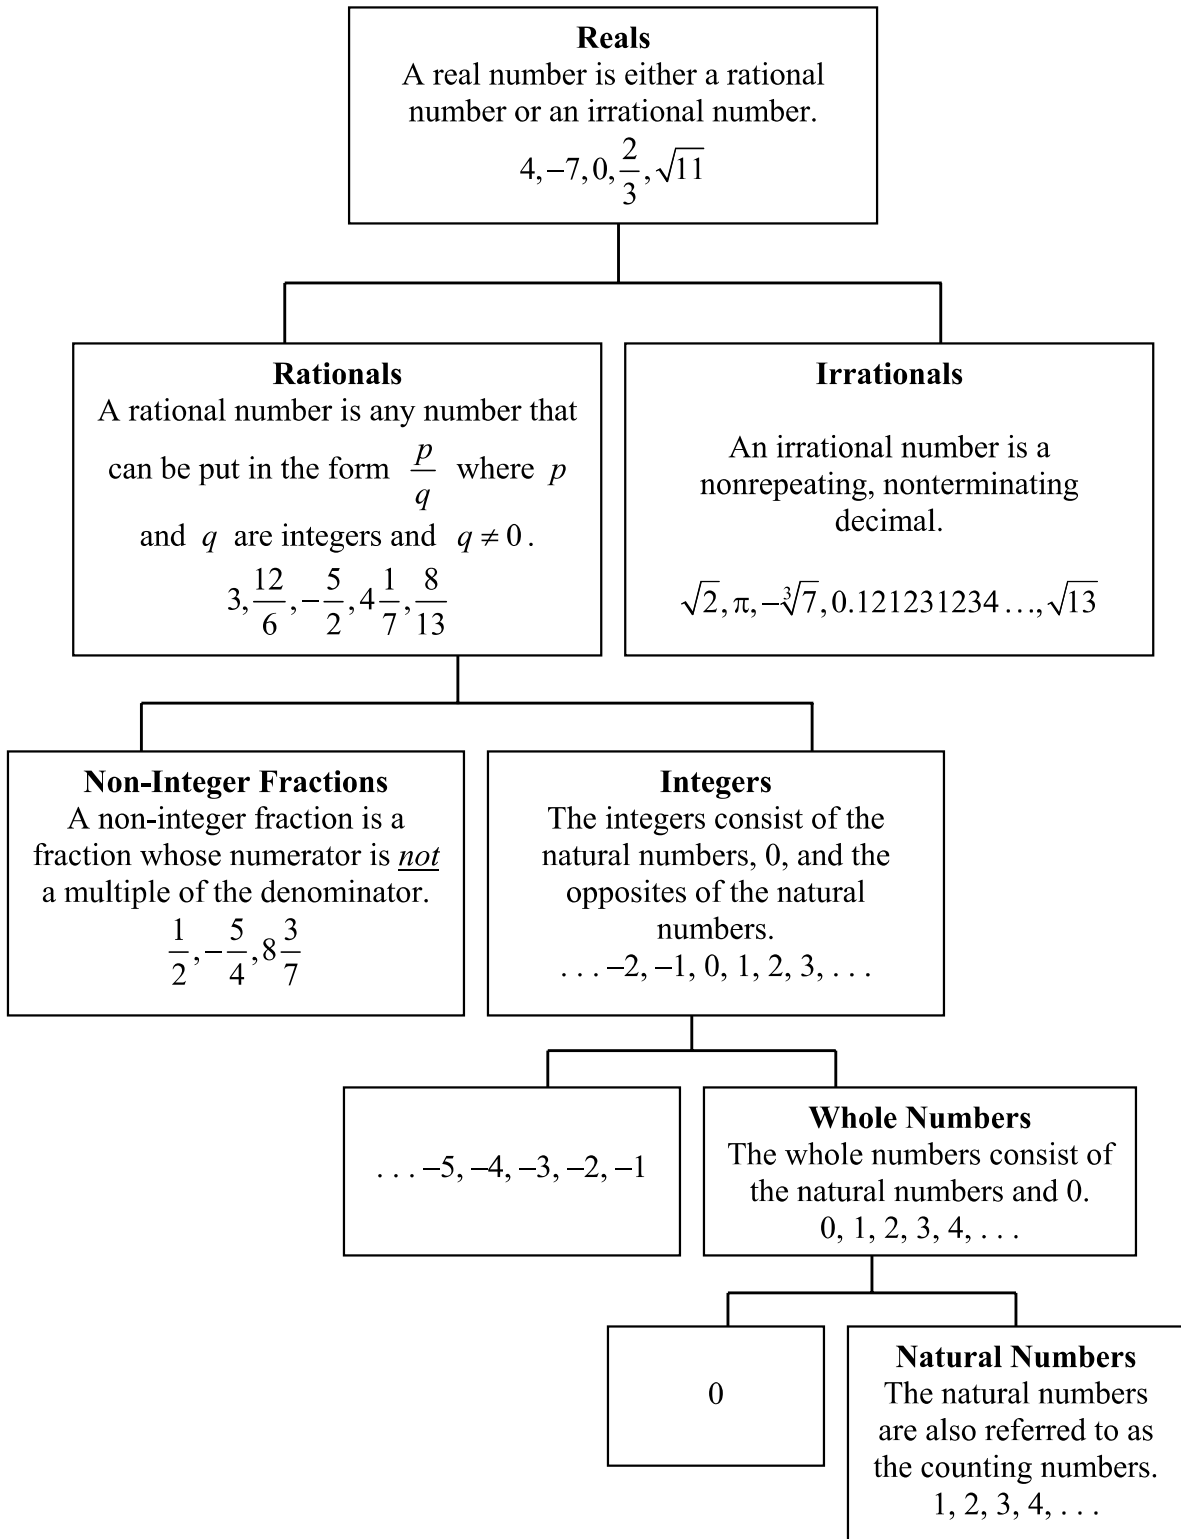 Reals
A real number is either a rational
number or an irrational number.
4, −7, 0, 2/3, √11
Rationals
A rational number is any number that
can be put in the form p/q where p
and q are integers and q ≠ 0.
3, 12/6, −5/2, 4 1/7, 8/13
Irrationals
An irrational number is a
nonrepeating, nonterminating
decimal.
√2, π, −∛7, 0.121231234…, √13
Non-Integer Fractions
A non-integer fraction is a
fraction whose numerator is not
a multiple of the denominator.
1/2, −5/4, 8 3/7
Integers
The integers consist of the
natural numbers, 0, and the
opposites of the natural
numbers.
. . . −2, −1, 0, 1, 2, 3, . . .
. . . −5, −4, −3, −2, −1
Whole Numbers
The whole numbers consist of
the natural numbers and 0.
0, 1, 2, 3, 4, . . .
0
Natural Numbers
The natural numbers
are also referred to as
the counting numbers.
1, 2, 3, 4, . . .